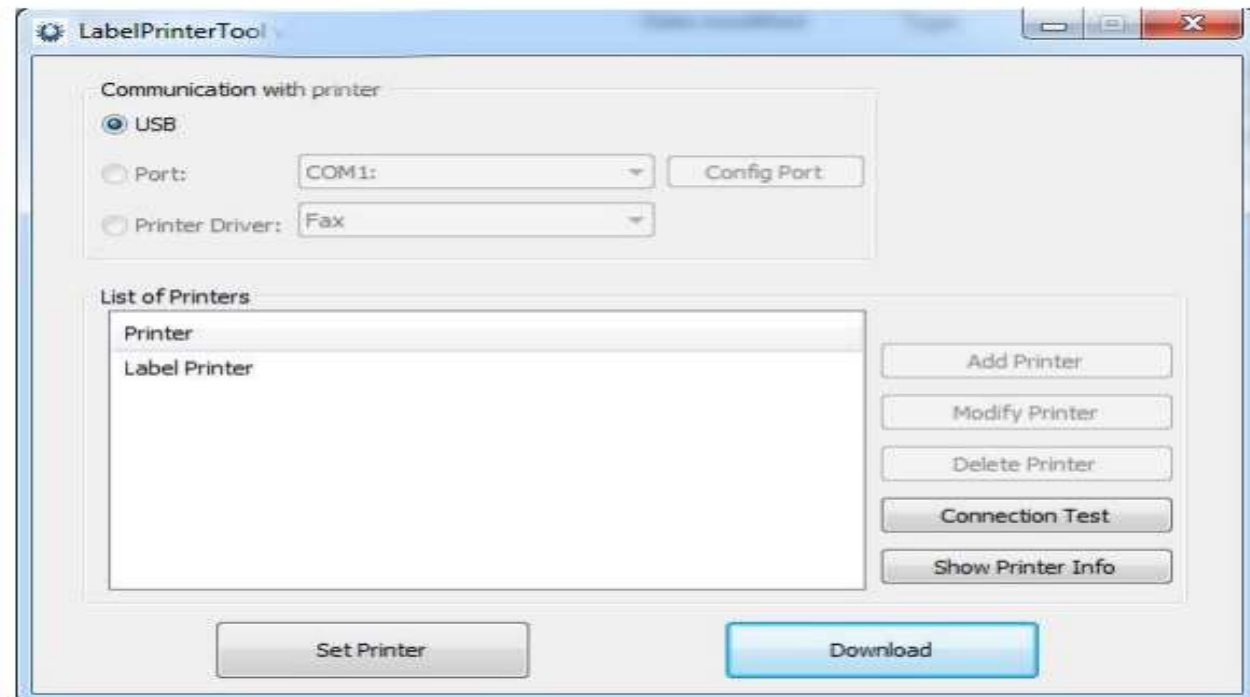 LabelPrinterTool
Communication with printer
USB
Port: COM1: Config Port
Printer Driver: Fax
List of Printers
Printer
Label Printer
Add Printer
Modify Printer
Delete Printer
Connection Test
Show Printer Info
Set Printer Download